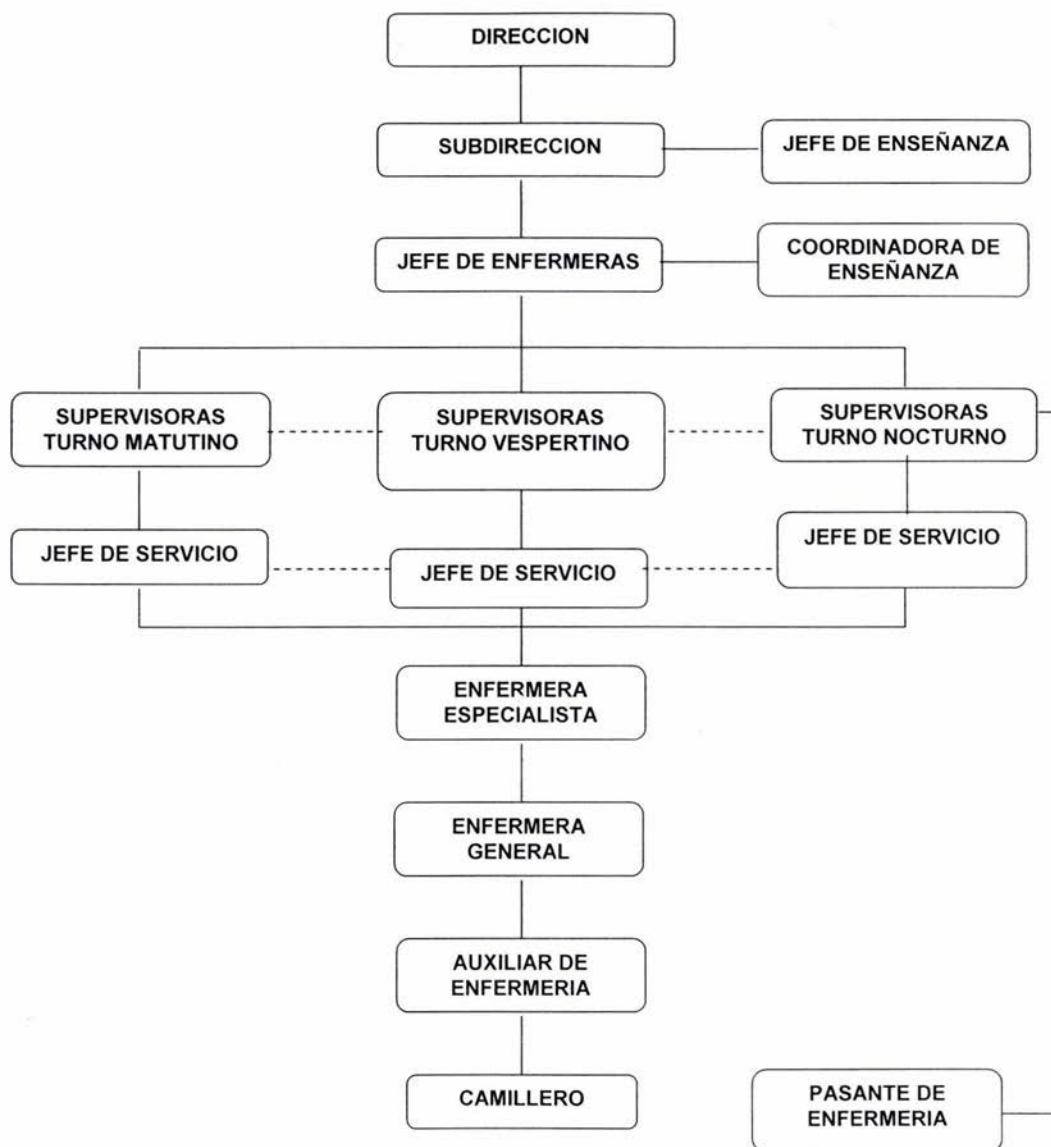 DIRECCION
SUBDIRECCION
JEFE DE ENSEÑANZA
JEFE DE ENFERMERAS
COORDINADORA DE
ENSEÑANZA
SUPERVISORAS
TURNO MATUTINO
SUPERVISORAS
TURNO VESPERTINO
SUPERVISORAS
TURNO NOCTURNO
JEFE DE SERVICIO
JEFE DE SERVICIO
JEFE DE SERVICIO
ENFERMERA
ESPECIALISTA
ENFERMERA
GENERAL
AUXILIAR DE
ENFERMERIA
CAMILLERO
PASANTE DE
ENFERMERIA